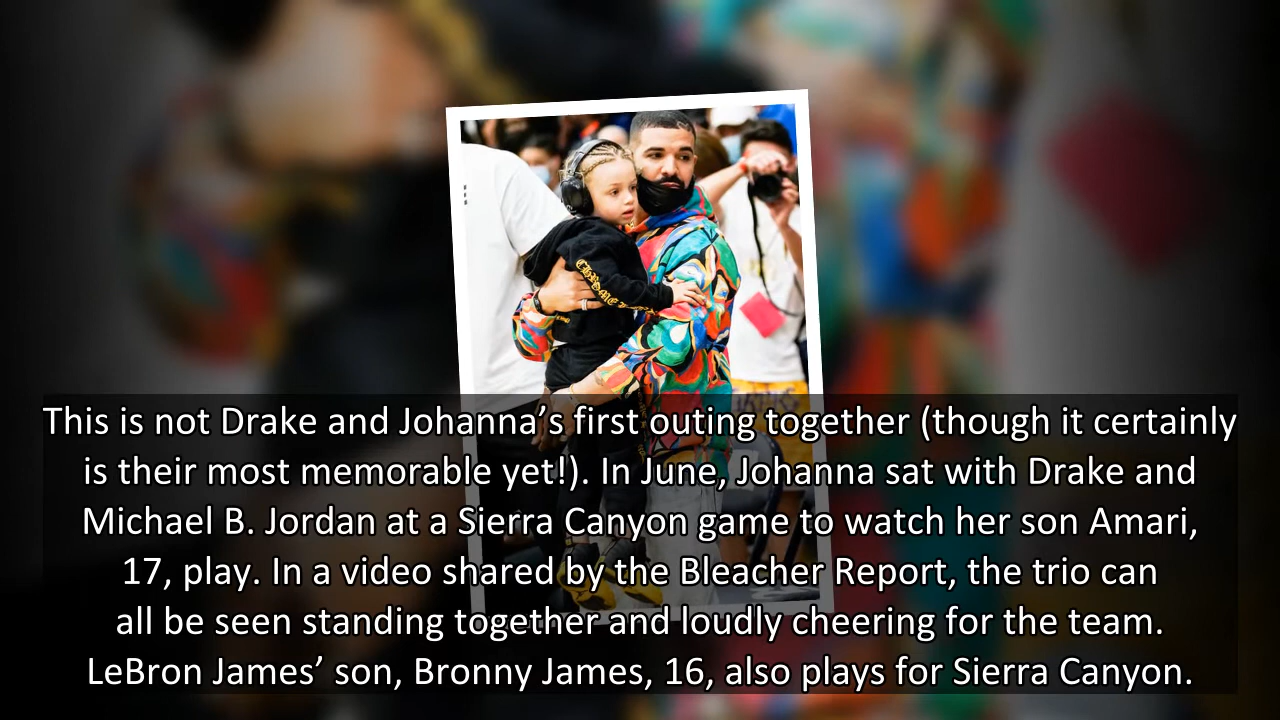 CHROME
This is not Drake and Johanna’s first outing together (though it certainly
is their most memorable yet!). In June, Johanna sat with Drake and
Michael B. Jordan at a Sierra Canyon game to watch her son Amari,
17, play. In a video shared by the Bleacher Report, the trio can
all be seen standing together and loudly cheering for the team.
LeBron James’ son, Bronny James, 16, also plays for Sierra Canyon.